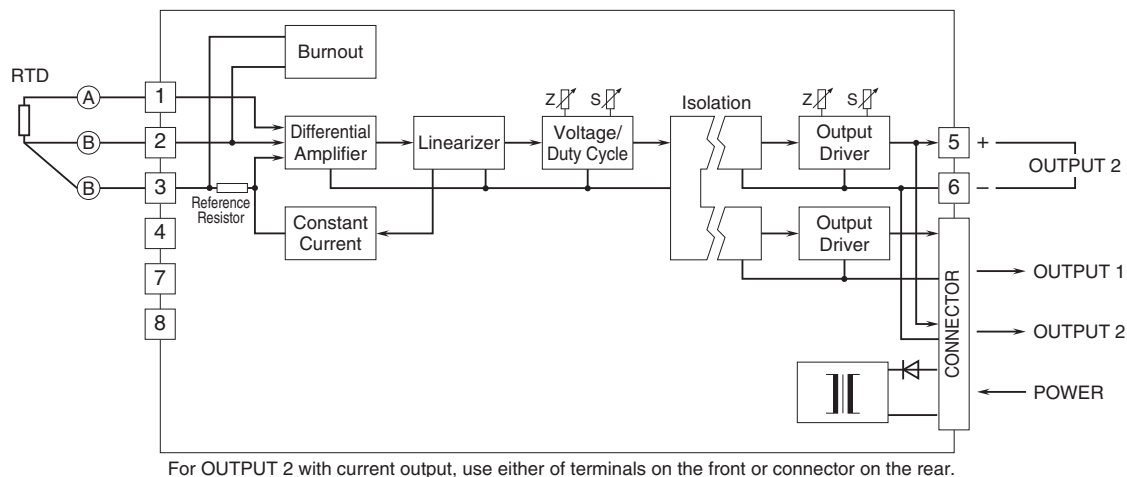 RTD
A
B
B
1
2
3
4
7
8
Burnout
Differential
Amplifier
Reference
Resistor
Constant
Current
Linearizer
Z
S
Voltage/
Duty Cycle
Isolation
Z
S
Output
Driver
Output
Driver
5
+
6
–
OUTPUT 2
CONNECTOR
OUTPUT 1
OUTPUT 2
POWER
For OUTPUT 2 with current output, use either of terminals on the front or connector on the rear.